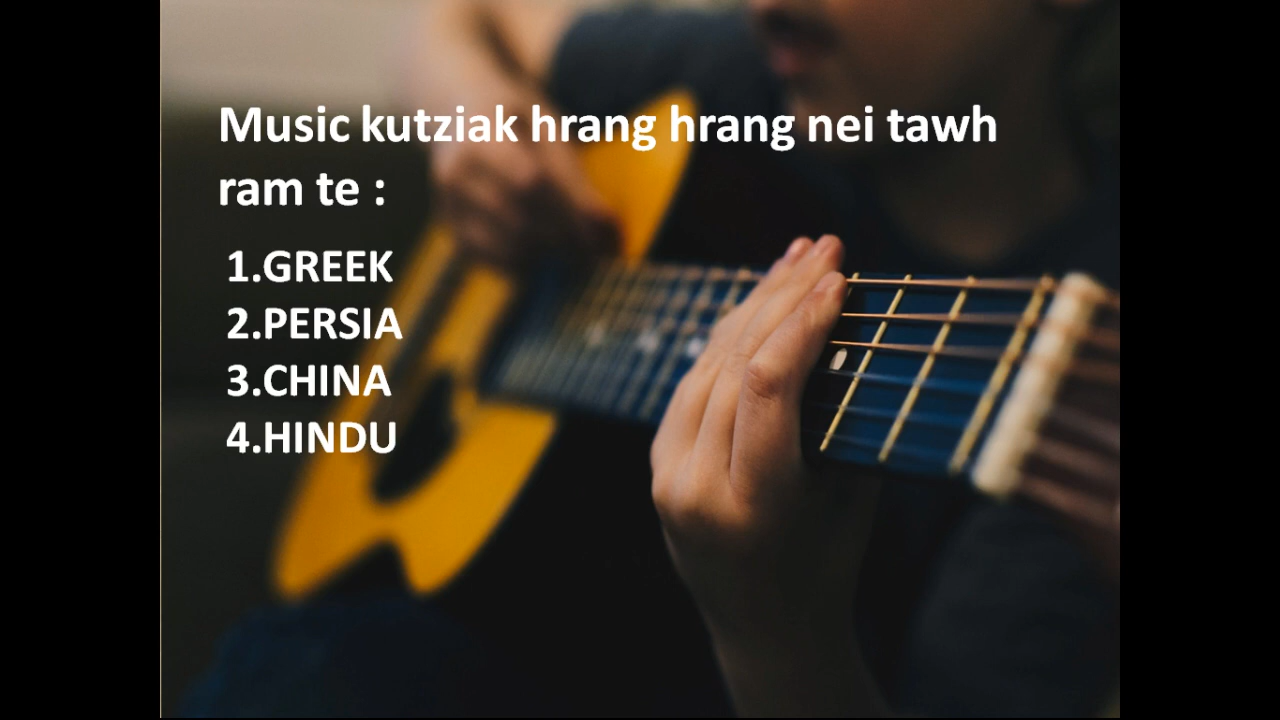 Music kutziak hrang hrang nei tawh
ram te :
1.GREEK
2.PERSIA
3.CHINA
4.HINDU